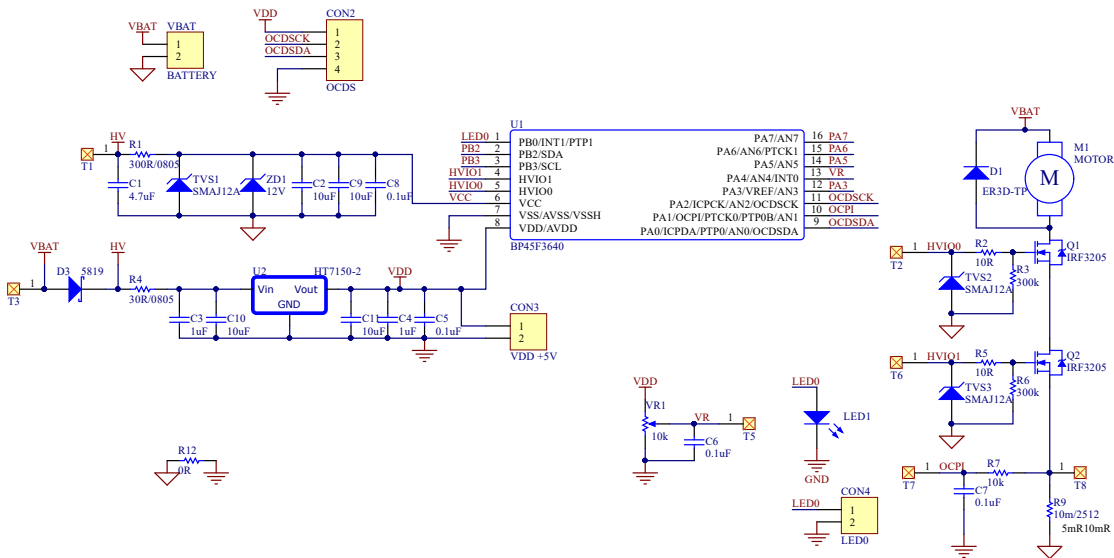 VBAT
VBAT
1
2
BATTERY
VDD
CON2
1
OCDSCK
2
OCDSDA
3
4
OCDS
HV
T1
1
R1
300R/0805
C1
4.7uF
TVS1
SMAJ12A
ZD1
12V
C2
10uF
C9
10uF
C8
0.1uF
U1
LED0
1
PB0/INT1/PTP1
PB2
2
PB2/SDA
PB3
3
PB3/SCL
HVIO1
4
HVIO1
HVIO0
5
HVIO0
VCC
6
VCC
7
VSS/AVSS/VSSH
8
VDD/AVDD
PA7/AN7
16
PA7
PA6/AN6/PTCK1
15
PA6
PA5/AN5
14
PA5
PA4/AN4/INT0
13
VR
PA3/VREF/AN3
12
PA3
PA2/ICPCK/AN2/OCDSCK
11
OCDSCK
PA1/OCPI/PTCK0/PTP0B/AN1
10
OCPI
PA0/ICPDA/PTP0/AN0/OCDSDA
9
OCDSDA
BP45F3640
VBAT
D1
ER3D-TP
M
M1
MOTOR
VBAT
T3
1
D3
5819
HV
R4
30R/0805
C3
1uF
C10
10uF
U2
HT7150-2
Vin
Vout
GND
VDD
C11
10uF
C4
1uF
C5
0.1uF
CON3
1
2
VDD +5V
T2
1
HVIO0
R2
10R
TVS2
SMAJ12A
R3
300k
Q1
IRF3205
T6
1
HVIO1
R5
10R
TVS3
SMAJ12A
R6
300k
Q2
IRF3205
VDD
VR1
10k
VR
1
T5
C6
0.1uF
LED0
LED1
GND
LED0
CON4
1
2
LED0
R12
0R
T7
1
OCPI
R7
10k
1
T8
C7
0.1uF
R9
10m/2512
5mR10mR